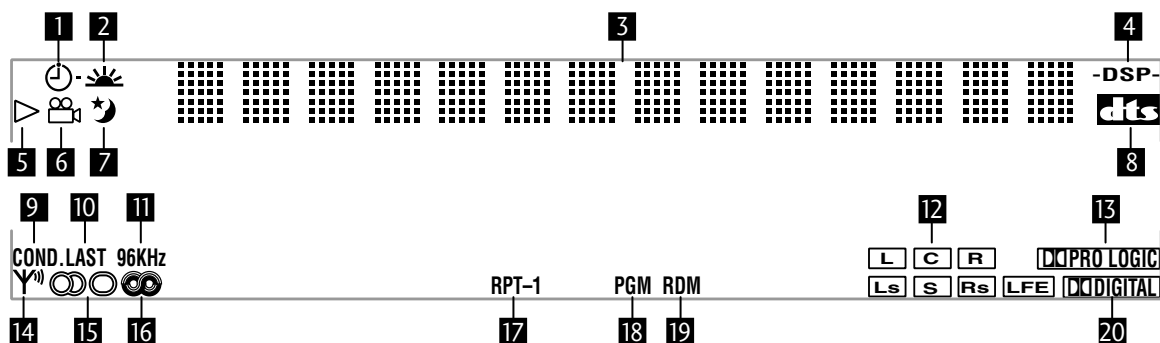 1 2 3 4
-DSP-
dts
5 6 7 8
9 10 11 12 13
COND. LAST 96KHz L C R PRO LOGIC
RPT–1 PGM RDM Ls S Rs LFE DIGITAL
14 15 16 17 18 19 20